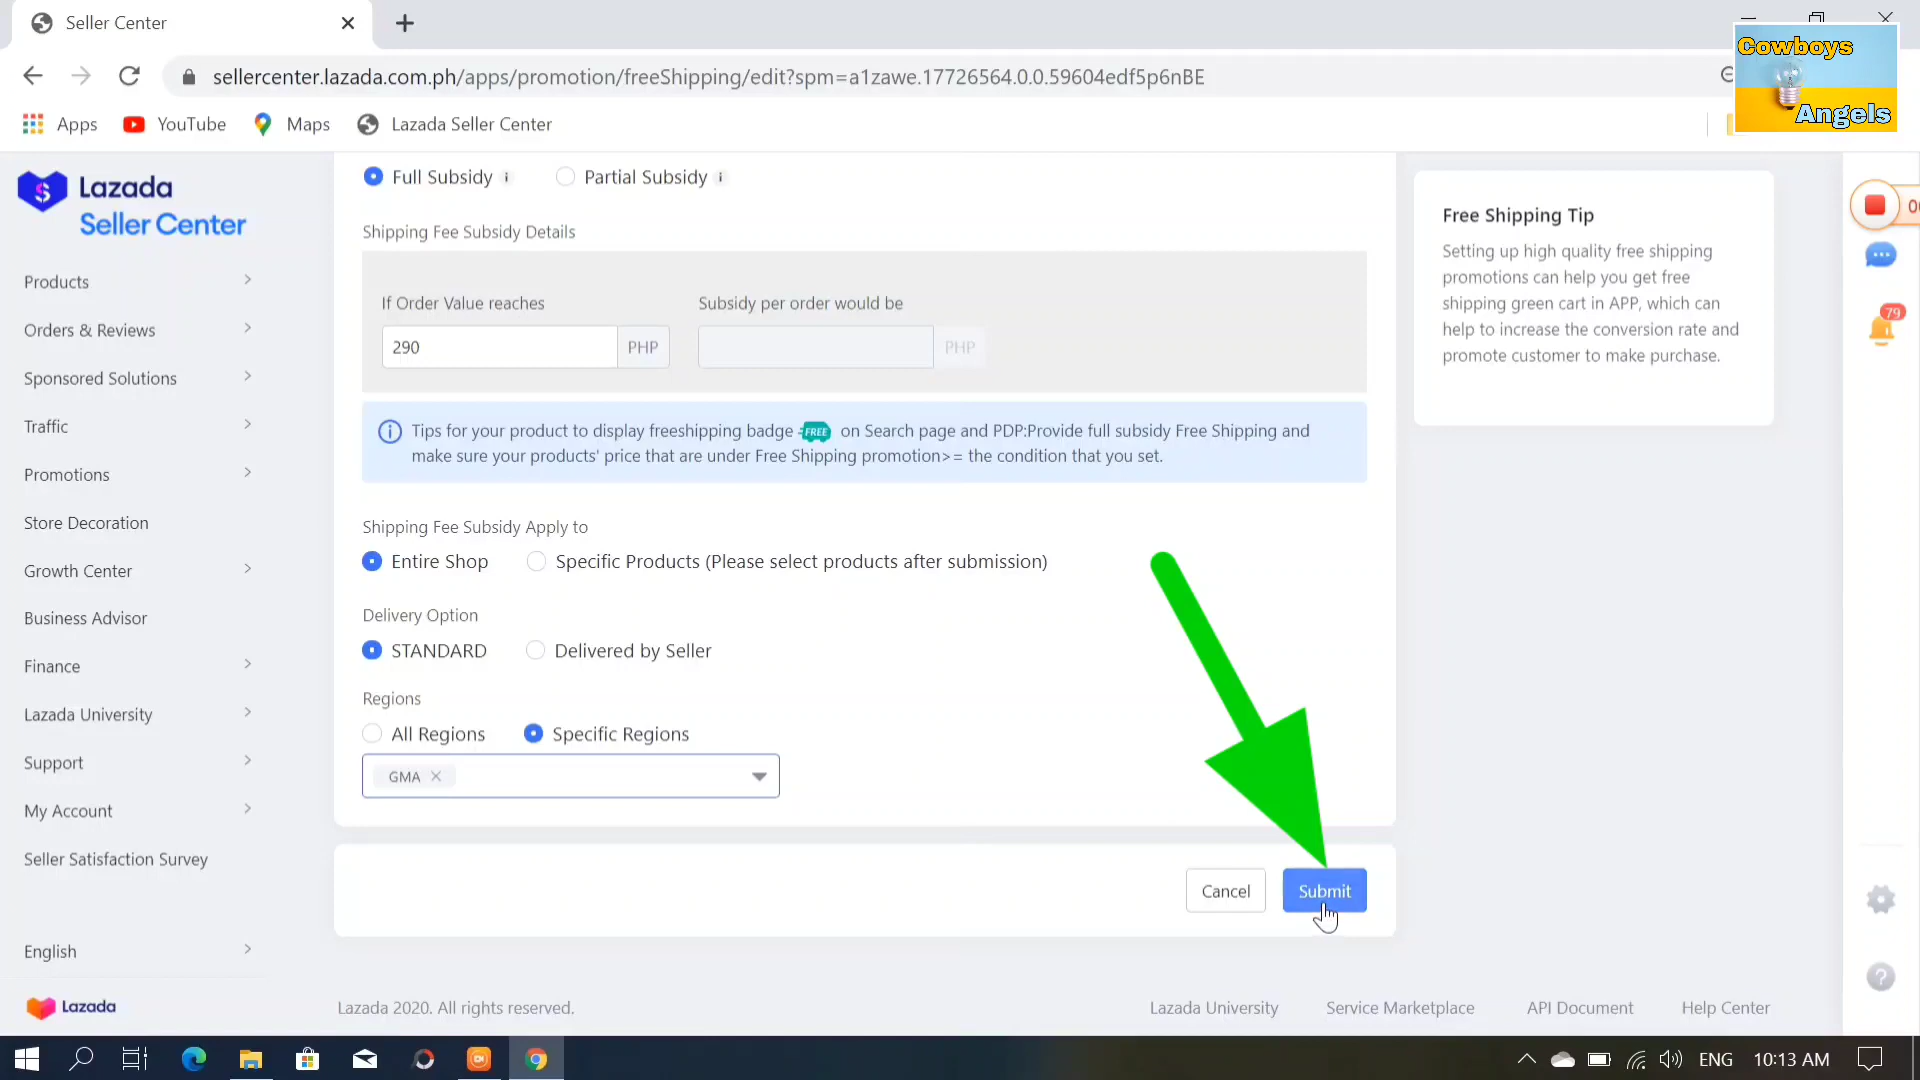 Seller Center
sellercenter.lazada.com.ph/apps/promotion/freeShipping/edit?spm=a1zawe.17726564.0.0.59604edf5p6nBE
Cowboys
Angels
Apps
YouTube
Maps
Lazada Seller Center
Lazada
Seller Center
Products
Orders & Reviews
Sponsored Solutions
Traffic
Promotions
Store Decoration
Growth Center
Business Advisor
Finance
Lazada University
Support
My Account
Seller Satisfaction Survey
English
Lazada
Full Subsidy
Partial Subsidy
Shipping Fee Subsidy Details
If Order Value reaches
Subsidy per order would be
290 PHP
PHP
Tips for your product to display freeshipping badge FREE on Search page and PDP:Provide full subsidy Free Shipping and
make sure your products' price that are under Free Shipping promotion>= the condition that you set.
Shipping Fee Subsidy Apply to
Entire Shop
Specific Products (Please select products after submission)
Delivery Option
STANDARD
Delivered by Seller
Regions
All Regions
Specific Regions
GMA
Cancel
Submit
Free Shipping Tip
Setting up high quality free shipping
promotions can help you get free
shipping green cart in APP, which can
help to increase the conversion rate and
promote customer to make purchase.
79
Lazada 2020. All rights reserved.
Lazada University
Service Marketplace
API Document
Help Center
ENG
10:13 AM